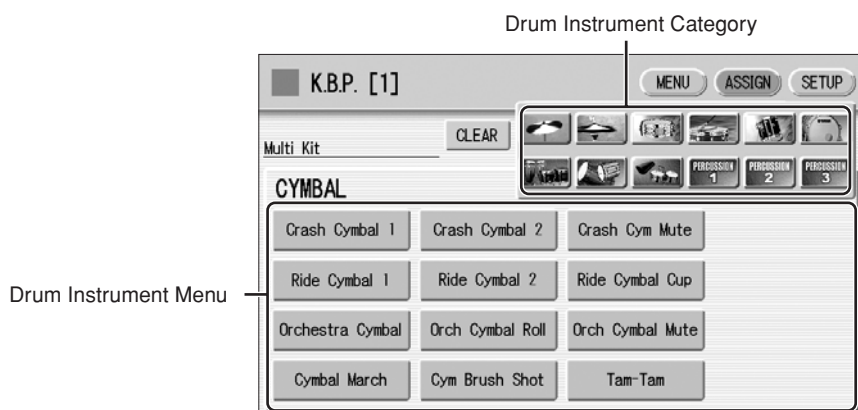 Drum Instrument Category
K.B.P. [1]
MENU ASSIGN SETUP
Multi Kit
CLEAR
PERCUSSION 1 PERCUSSION 2 PERCUSSION 3
CYMBAL
Crash Cymbal 1 Crash Cymbal 2 Crash Cym Mute
Drum Instrument Menu
Ride Cymbal 1 Ride Cymbal 2 Ride Cymbal Cup
Orchestra Cymbal Orch Cymbal Roll Orch Cymbal Mute
Cymbal March Cym Brush Shot Tam-Tam